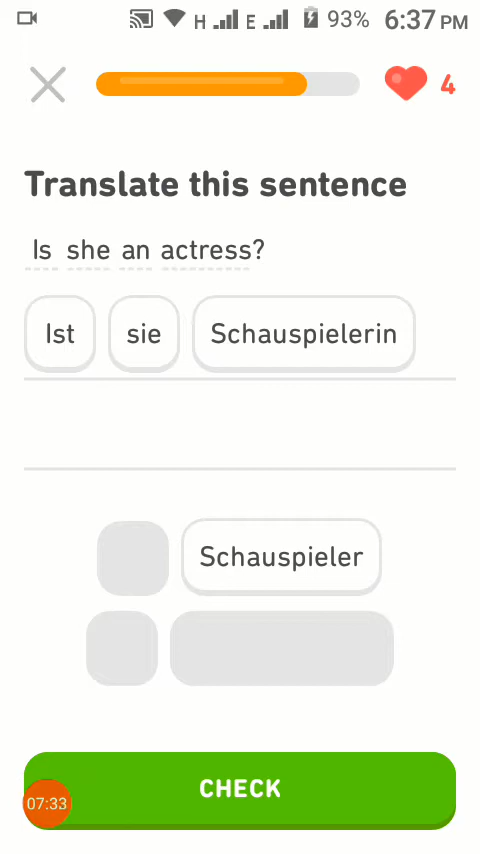 H E 93% 6:37 PM
4
Translate this sentence
Is she an actress?
Ist sie Schauspielerin
Schauspieler
CHECK
07:33